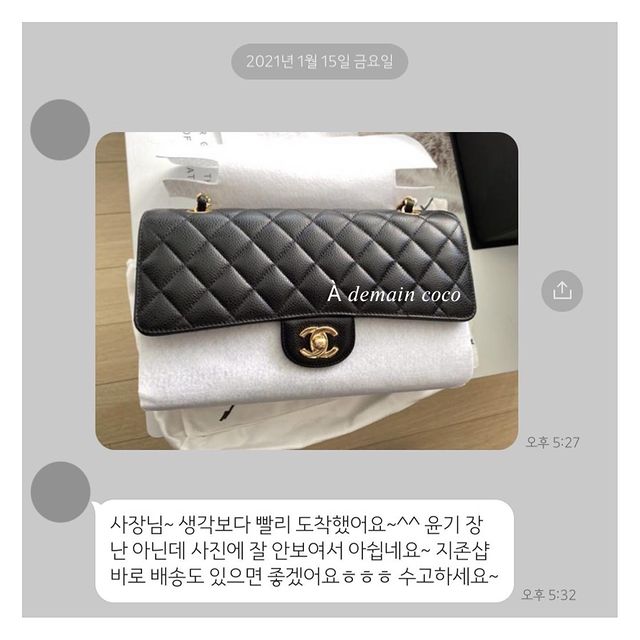 2021년 1월 15일 금요일
À demain coco
오후 5:27
사장님~ 생각보다 빨리 도착했어요~^^ 윤기 장
난 아닌데 사진에 잘 안보여서 아쉽네요~ 지존샵
바로 배송도 있으면 좋겠어요ㅎㅎㅎ 수고하세요~
오후 5:32